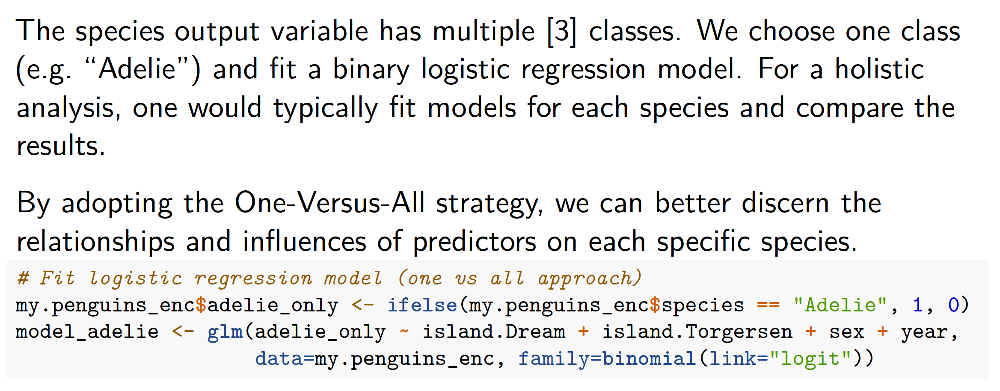 The species output variable has multiple [3] classes. We choose one class
(e.g. “Adelie”) and fit a binary logistic regression model. For a holistic
analysis, one would typically fit models for each species and compare the
results.
By adopting the One-Versus-All strategy, we can better discern the
relationships and influences of predictors on each specific species.
# Fit logistic regression model (one vs all approach)
my.penguins_enc$adelie_only <- ifelse(my.penguins_enc$species == "Adelie", 1, 0)
model_adelie <- glm(adelie_only ~ island.Dream + island.Torgersen + sex + year,
data=my.penguins_enc, family=binomial(link="logit"))